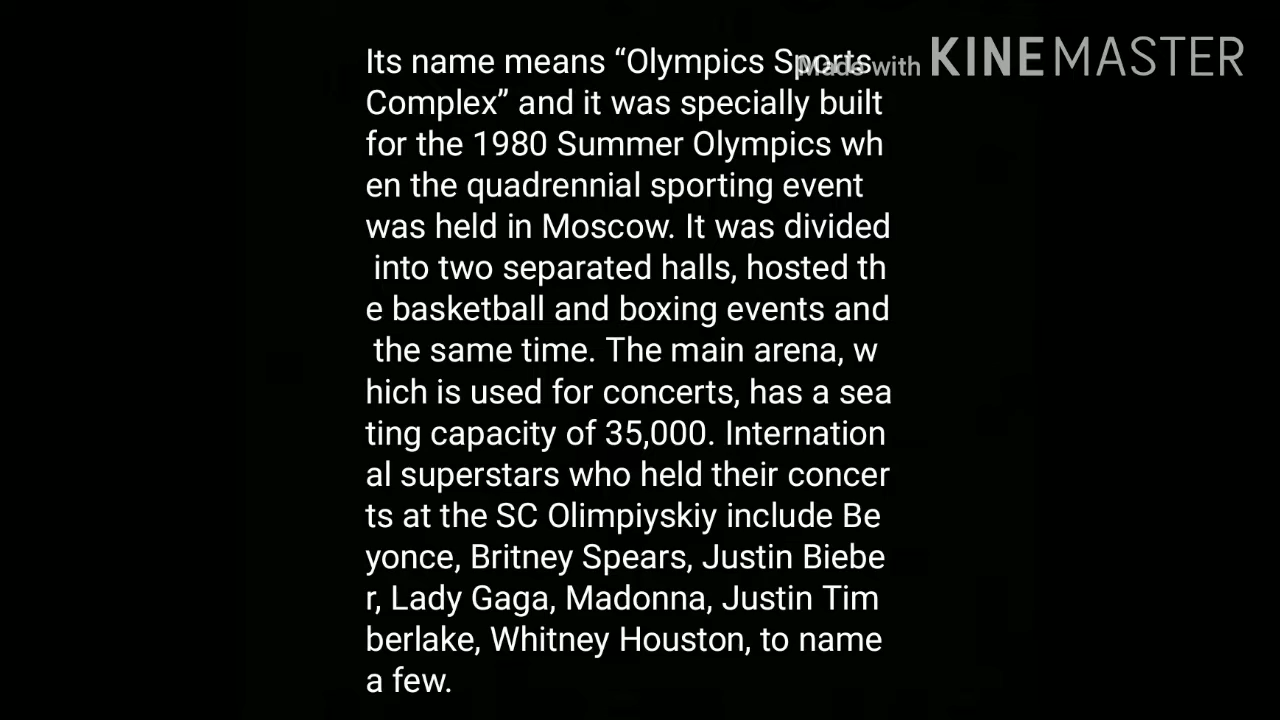 Its name means “Olympics Sports
Made with KINEMASTER
Complex” and it was specially built
for the 1980 Summer Olympics wh
en the quadrennial sporting event
was held in Moscow. It was divided
into two separated halls, hosted th
e basketball and boxing events and
the same time. The main arena, w
hich is used for concerts, has a sea
ting capacity of 35,000. Internation
al superstars who held their concer
ts at the SC Olimpiyskiy include Be
yonce, Britney Spears, Justin Biebe
r, Lady Gaga, Madonna, Justin Tim
berlake, Whitney Houston, to name
a few.